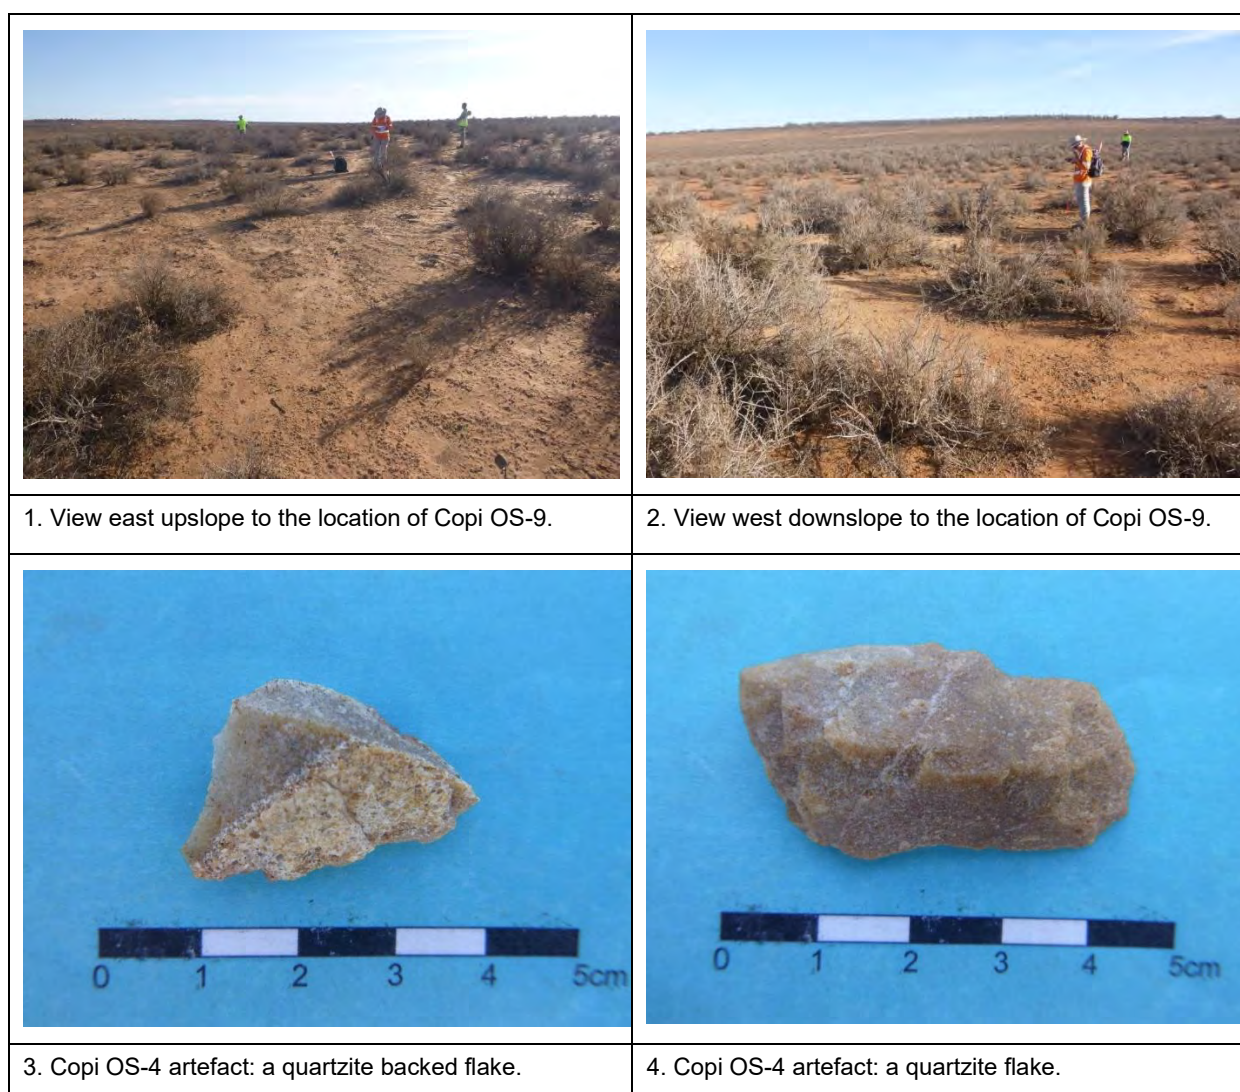 1. View east upslope to the location of Copi OS-9.
2. View west downslope to the location of Copi OS-9.
0 1 2 3 4 5cm
0 1 2 3 4 5cm
3. Copi OS-4 artefact: a quartzite backed flake.
4. Copi OS-4 artefact: a quartzite flake.